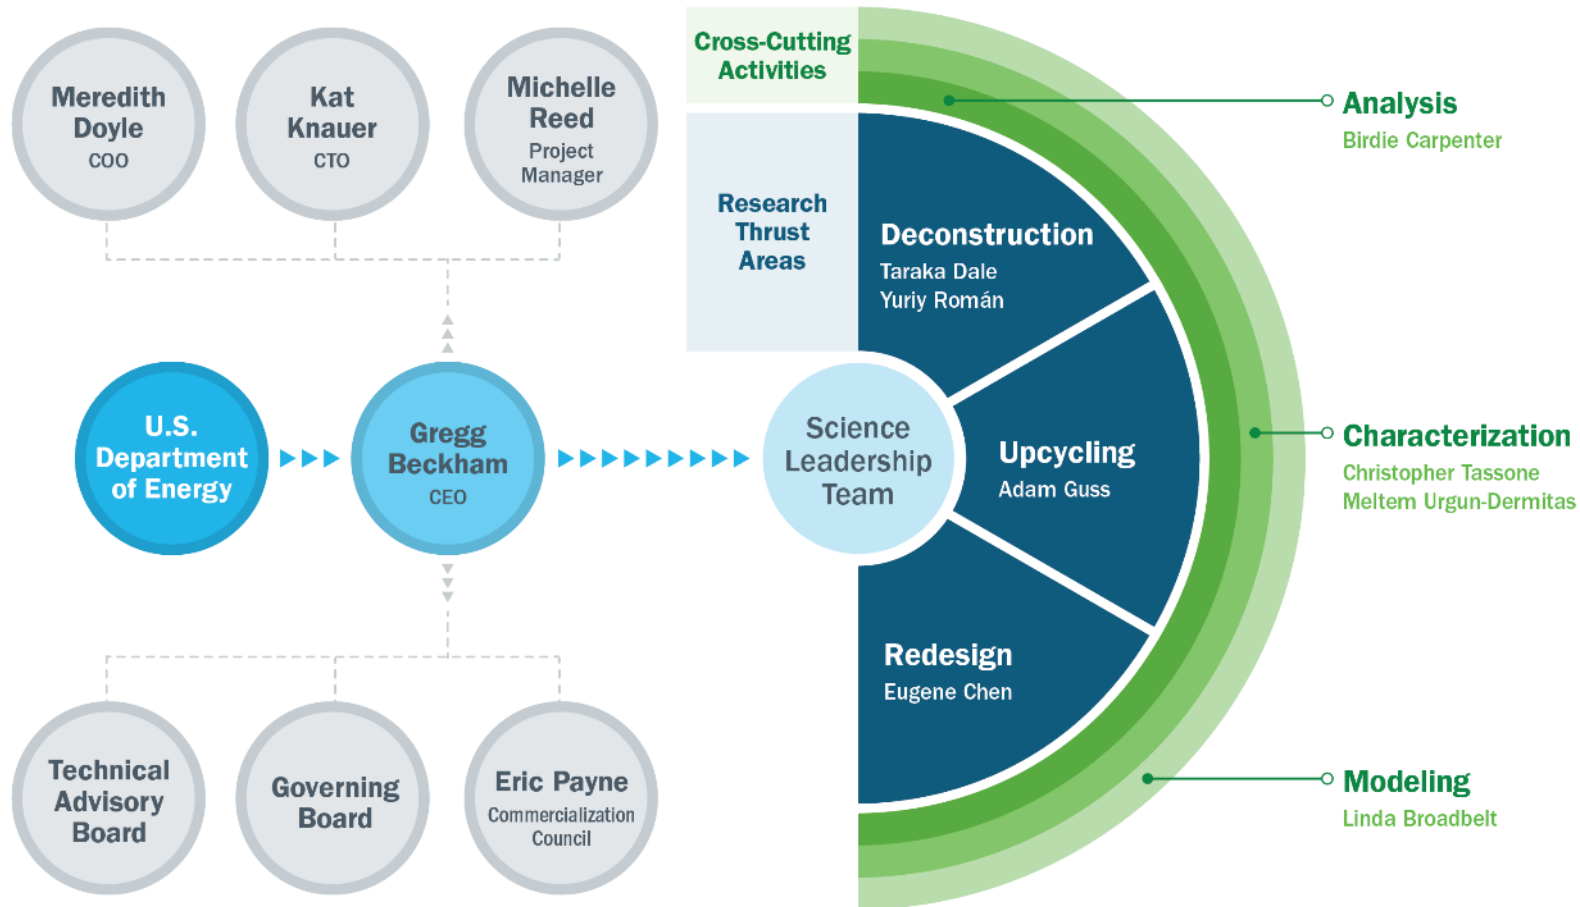 Meredith
Doyle
COO
Kat
Knauer
CTO
Michelle
Reed
Project
Manager
U.S.
Department
of Energy
Gregg
Beckham
CEO
Technical
Advisory
Board
Governing
Board
Eric Payne
Commercialization
Council
Cross-Cutting
Activities
Research
Thrust
Areas
Science
Leadership
Team
Deconstruction
Taraka Dale
Yuriy Román
Upcycling
Adam Guss
Redesign
Eugene Chen
Analysis
Birdie Carpenter
Characterization
Christopher Tassone
Meltem Urgun-Dermitas
Modeling
Linda Broadbelt